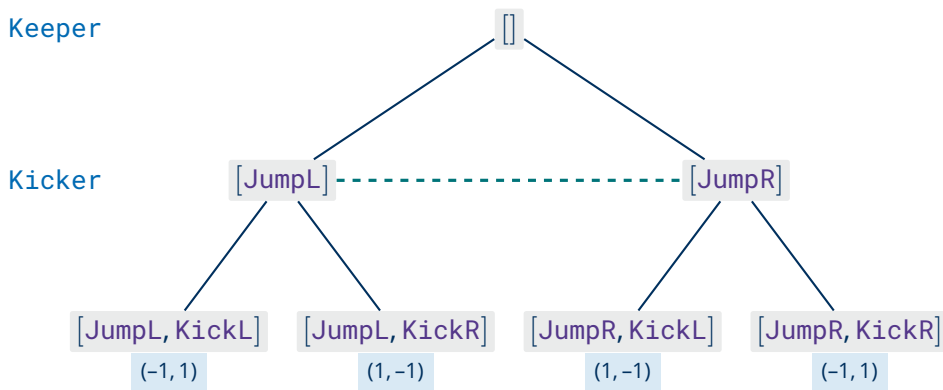 Keeper []
Kicker [JumpL] [JumpR]
[JumpL,KickL] [JumpL,KickR] [JumpR,KickL] [JumpR,KickR]
(–1, 1) (1, –1) (1, –1) (–1, 1)